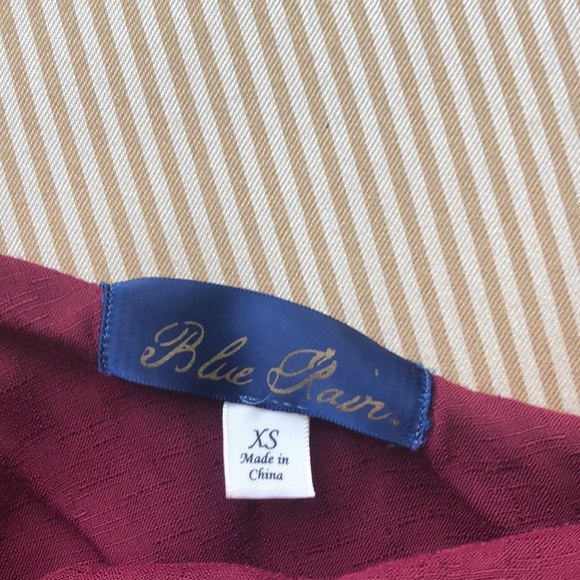 Blue Rain
XS
Made in
China